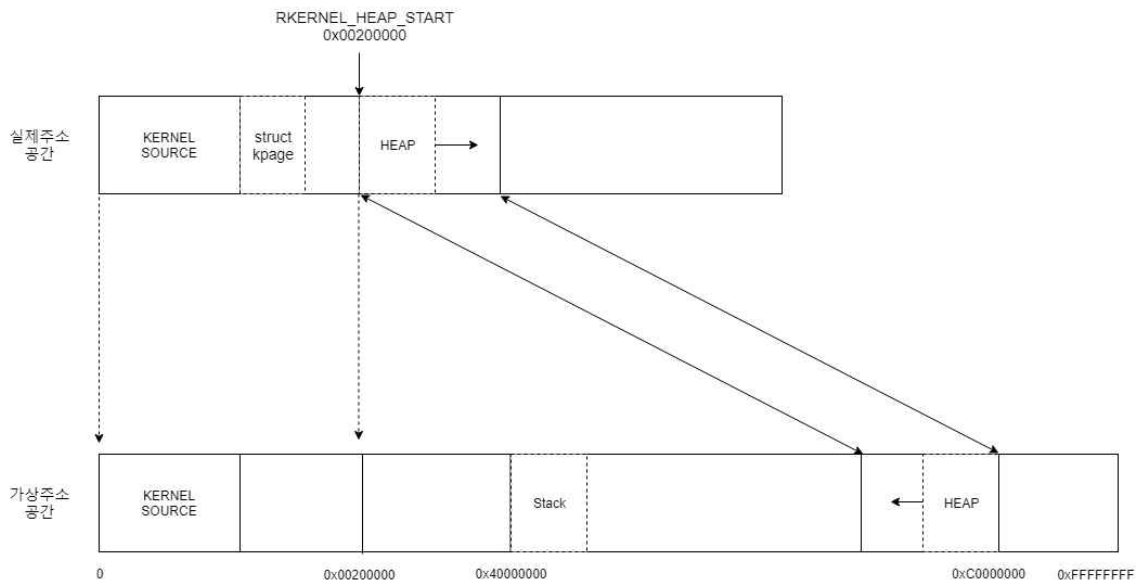 RKERNEL_HEAP_START
0x00200000
실제주소
공간
KERNEL
SOURCE
struct
kpage
HEAP
가상주소
공간
KERNEL
SOURCE
Stack
HEAP
0
0x00200000
0x40000000
0xC0000000
0xFFFFFFFF